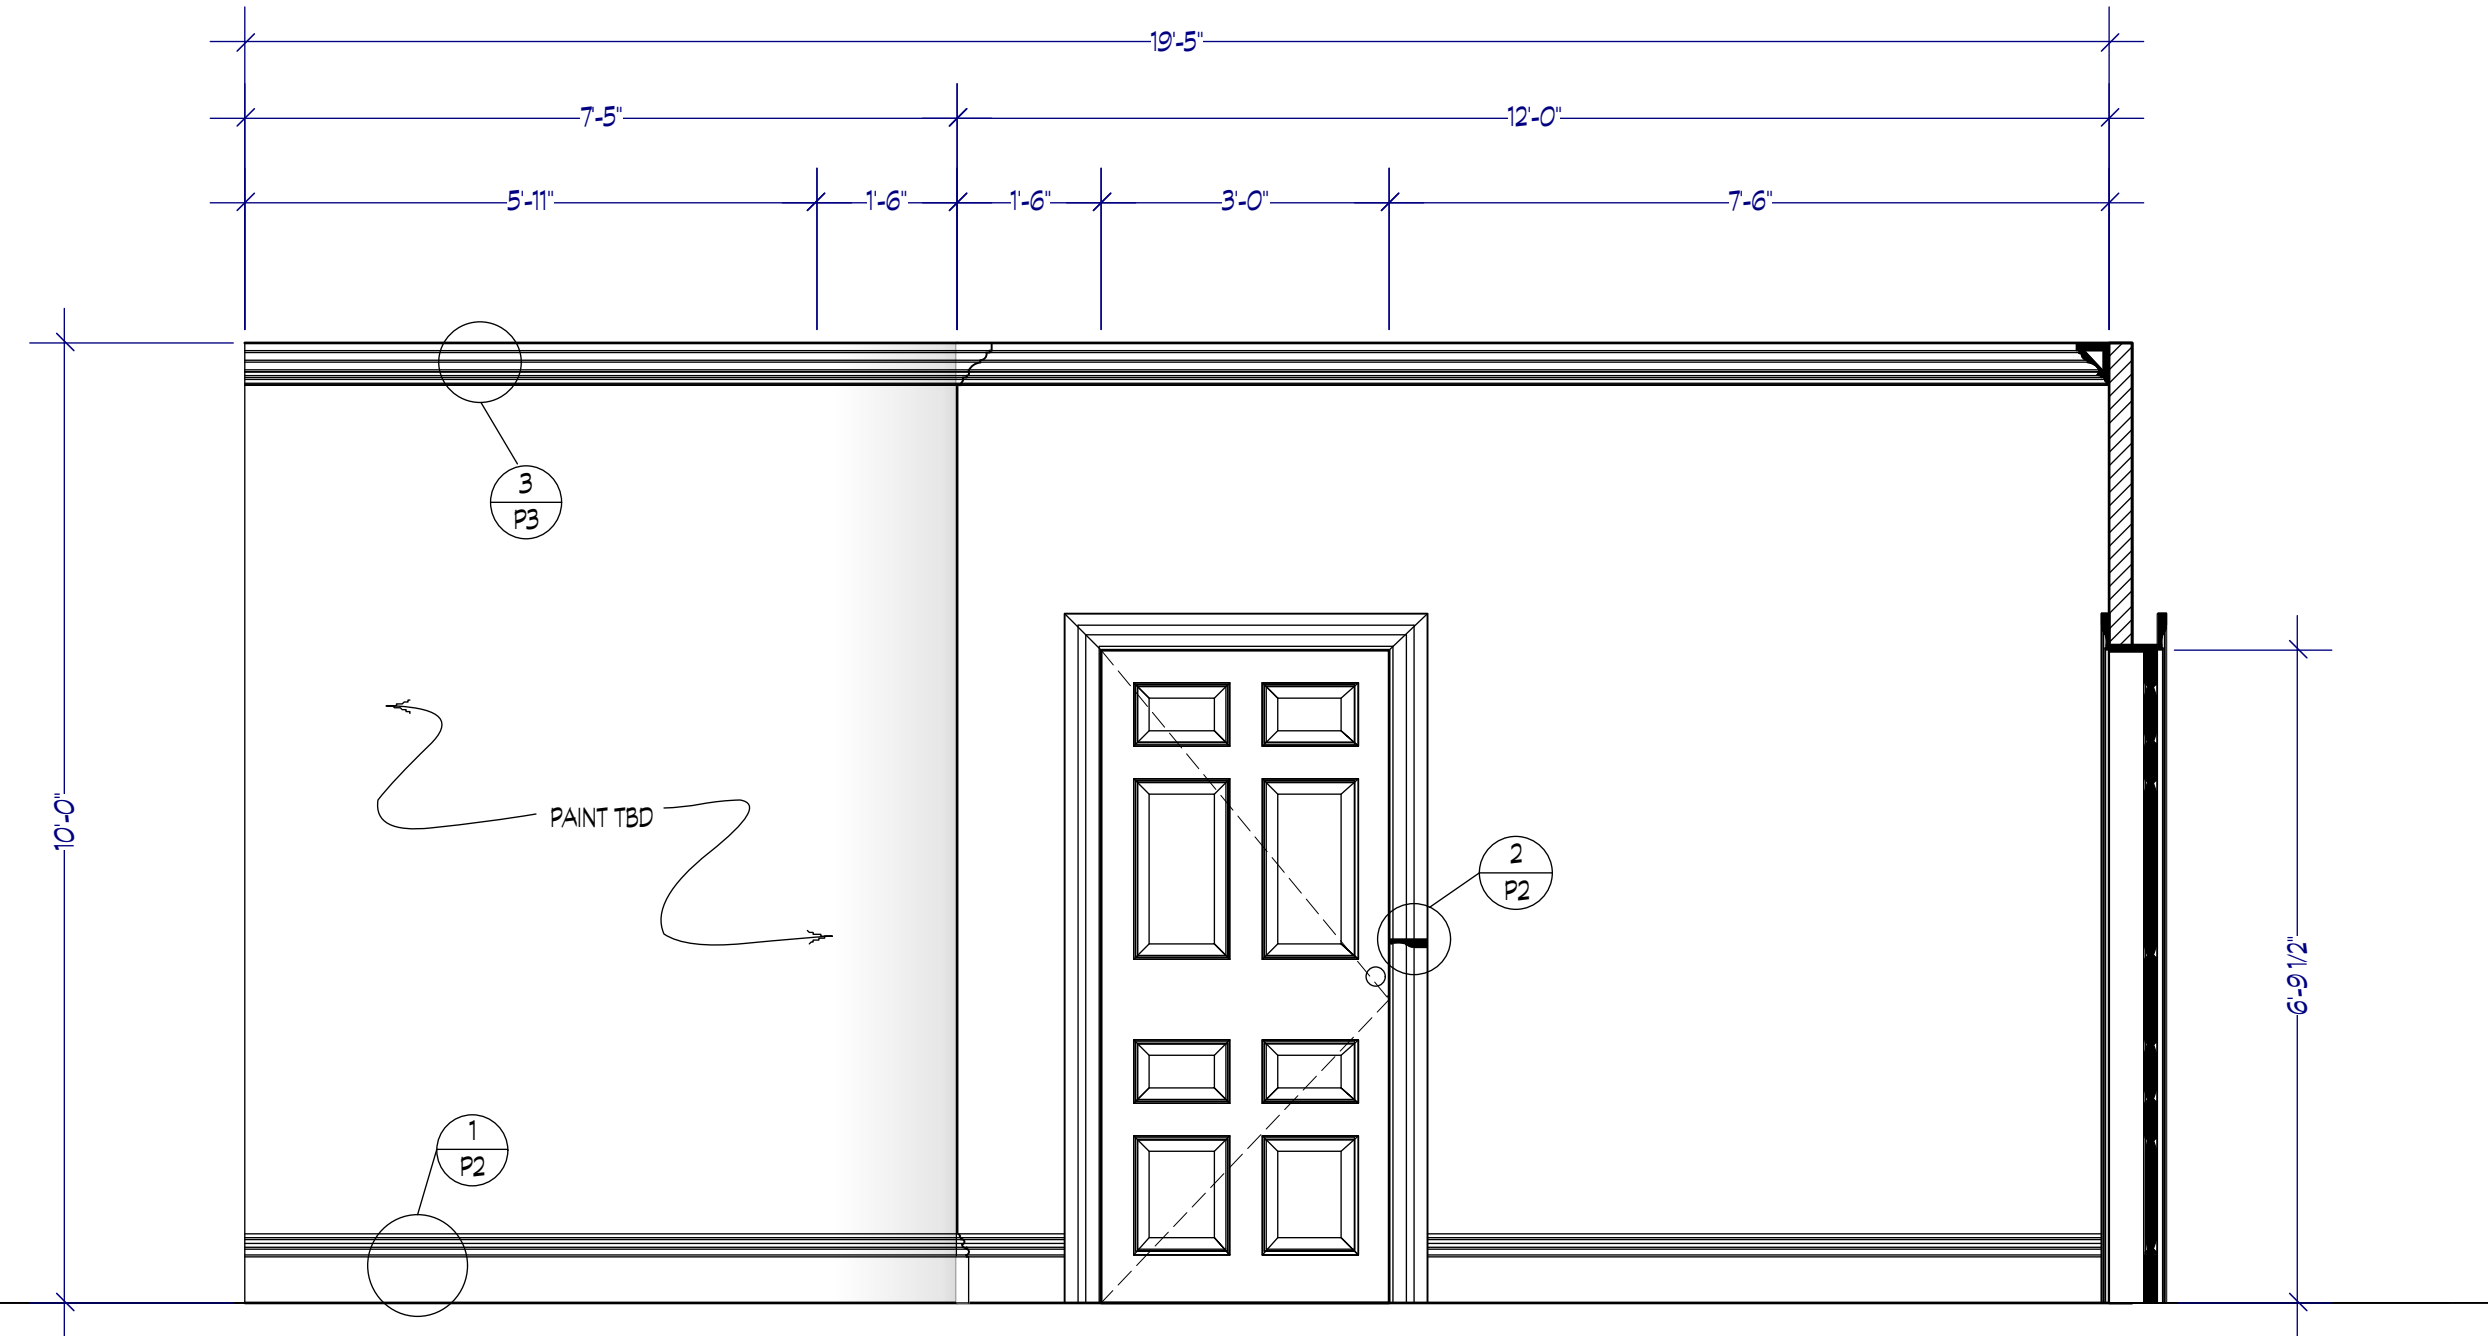 19'-5"
7'-5" 12'-0"
5'-11" 1'-6" 1'-6" 3'-0" 7'-6"
3
P3
10'-0"
PAINT TBD
2
P2
6'-9 1/2"
1
P2